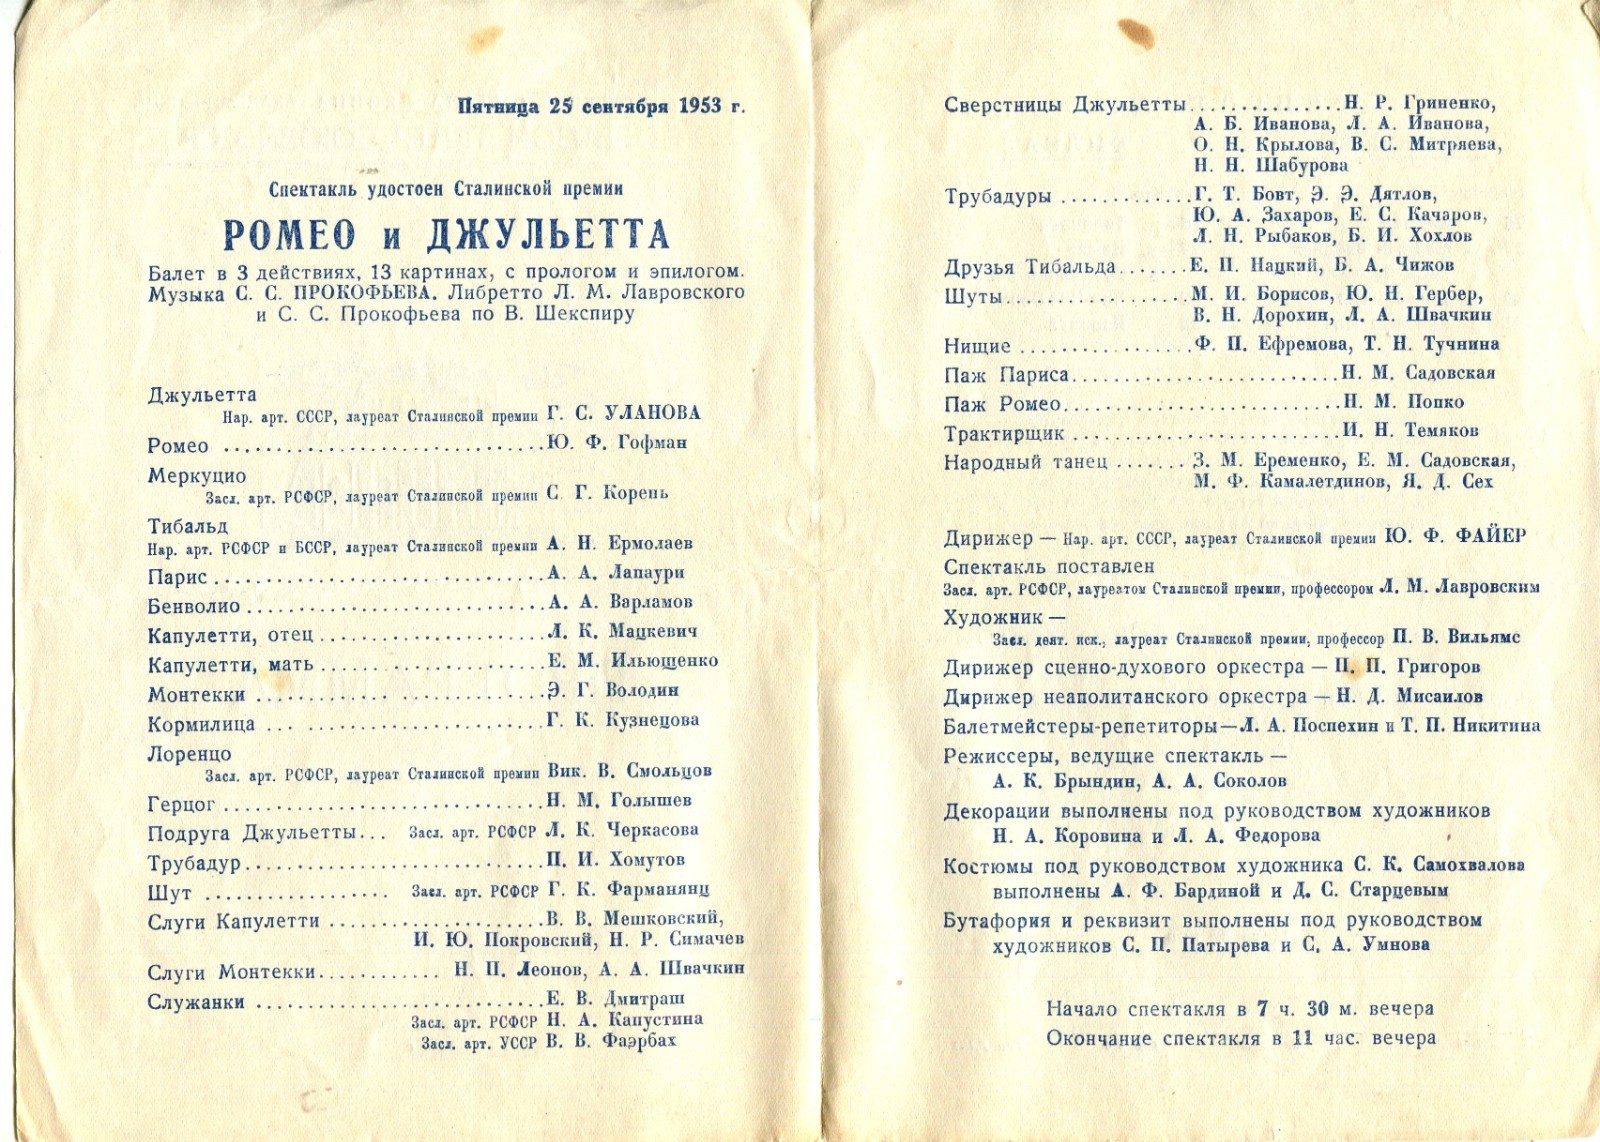 Пятница 25 сентября 1953 г.
Спектакль удостоен Сталинской премии
РОМЕО и ДЖУЛЬЕТТА
Балет в 3 действиях, 13 картинах, с прологом и эпилогом.
Музыка С. С. ПРОКОФЬЕВА. Либретто Л. М. Лавровского
и С. С. Прокофьева по В. Шекспиру
Джульетта
Нар. арт. СССР, лауреат Сталинской премии Г. С. УЛАНОВА
Ромео ..............................Ю. Ф. Гофман
Меркуцио
Засл. арт. РСФСР, лауреат Сталинской премии С. Г. Корень
Тибальд
Нар. арт. РСФСР и БССР, лауреат Сталинской премии А. Н. Ермолаев
Парис..............................А. А. Лапаури
Бенволио...........................А. А. Варламов
Капулетти, отец....................Л. К. Мацкевич
Капулетти, мать....................Е. М. Ильющенко
Монтекки ..........................Э. Г. Володин
Кормилица ... .....................Г. К. Кузнецова
Лоренцо
Засл. арт. РСФСР, лауреат Сталинской премии Вик. В. Смольцов
Герцог.............................Н. М. Голышев
Подруга Джульетты... Засл. арт. РСФСР Л. К. Черкасова
Трубадур...........................П. И. Хомутов
Шут ................. Засл. арт. РСФСР Г. К. Фарманянц
Слуги Капулетти ...................В. В. Мешковский,
И. Ю. Покровский, Н. Р. Симачев
Слуги Монтекки........... Н. П. Леонов, А. А. Швачкин
Служанки ..........................Е. В. Дмитраш
Засл. арт. РСФСР Н. А. Капустина
Засл. арт. УССР В. В. Фаэрбах
Сверстницы Джульетты..............Н. Р. Гриненко,
А. Б. Иванова, Л. А. Иванова,
О. Н. Крылова, В. С. Митряева,
Н. Н. Шабурова
Трубадуры ............Г. Т. Бовт, Э. Э. Дятлов,
Ю. А. Захаров, Е. С. Качаров,
Л. Н. Рыбаков, Б. И. Хохлов
Друзья Тибальда.......Е. П. Нацкий, Б. А. Чижов
Шуты.................М. И. Борисов, Ю. Н. Гербер,
В. Н. Дорохин, Л. А. Швачкин
Нищие ................Ф. П. Ефремова, Т. Н. Тучнина
Паж Париса.........................Н. М. Садовская
Паж Ромео..........................Н. М. Попко
Трактирщик .........................И. Н. Темяков
Народный танец .......З. М. Еременко, Е. М. Садовская,
М. Ф. Камалетдинов, Я. Д. Сех
Дирижер — Нар. арт. СССР, лауреат Сталинской премии Ю. Ф. ФАЙЕР
Спектакль поставлен
Засл. арт. РСФСР, лауреатом Сталинской премии, профессором Л. М. Лавровским
Художник —
Засл. деят. иск., лауреат Сталинской премии, профессор П. В. Вильямс
Дирижер сценно-духового оркестра — П. П. Григоров
Дирижер неаполитанского оркестра — Н. Д. Мисаилов
Балетмейстеры-репетиторы—Л. А. Поспехин и Т. П. Никитина
Режиссеры, ведущие спектакль —
А. К. Брындин, А. А. Соколов
Декорации выполнены под руководством художников
Н. А. Коровина и Л. А. Федорова
Костюмы под руководством художника С. К. Самохвалова
выполнены А. Ф. Бардиной и Д. С. Старцевым
Бутафория и реквизит выполнены под руководством
художников С. П. Патырева и С. А. Умнова
Начало спектакля в 7 ч. 30 м. вечера
Окончание спектакля в 11 час. вечера